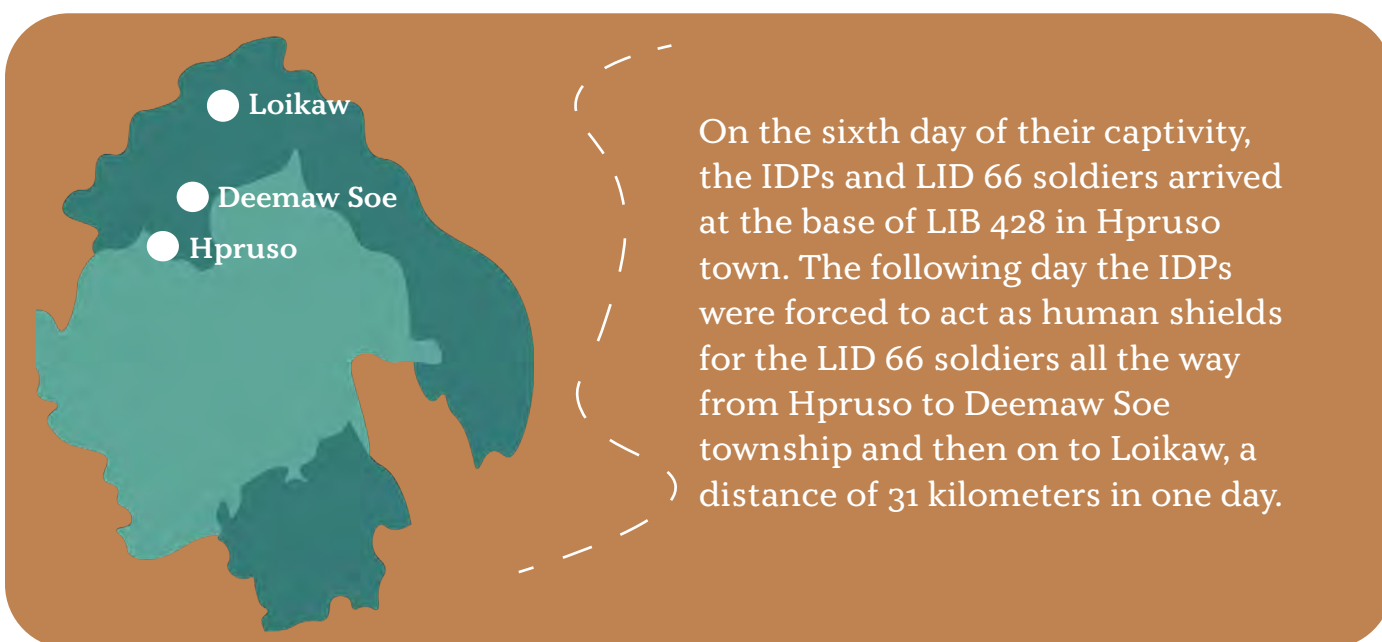 Loikaw
Deemaw Soe
Hpruso
On the sixth day of their captivity,
the IDPs and LID 66 soldiers arrived
at the base of LIB 428 in Hpruso
town. The following day the IDPs
were forced to act as human shields
for the LID 66 soldiers all the way
from Hpruso to Deemaw Soe
township and then on to Loikaw, a
distance of 31 kilometers in one day.